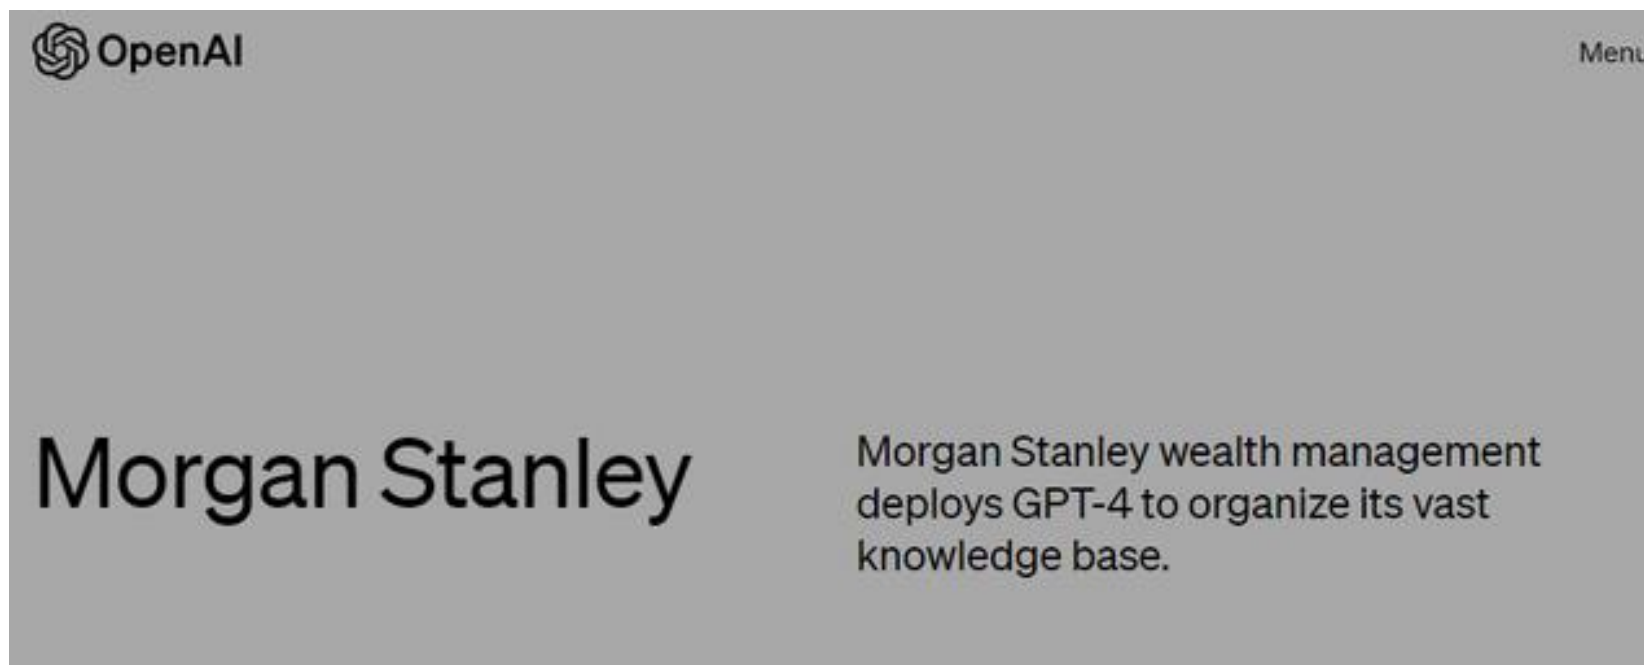 OpenAI
Menu
Morgan Stanley
Morgan Stanley wealth management
deploys GPT-4 to organize its vast
knowledge base.